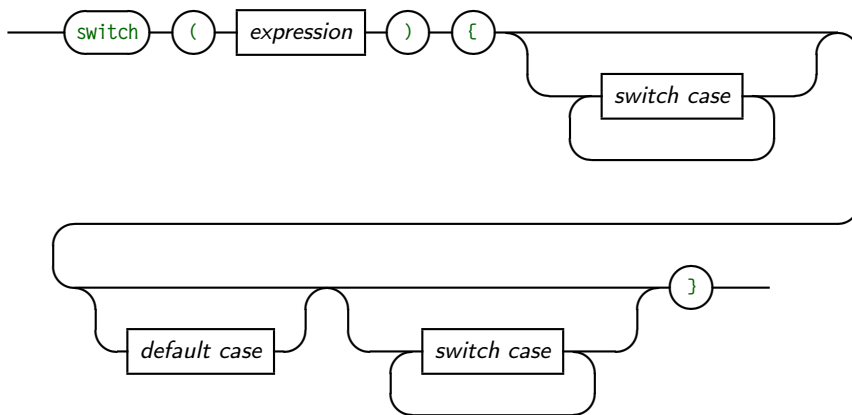 switch ( expression ) {
switch case
}
default case switch case